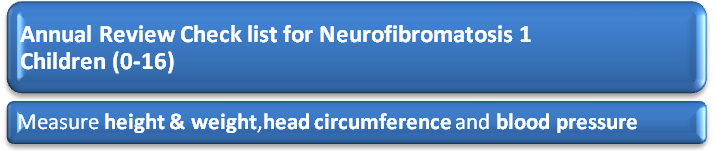 Annual Review Check list for Neurofibromatosis 1
Children (0-16)
Measure height & weight,head circumference and blood pressure